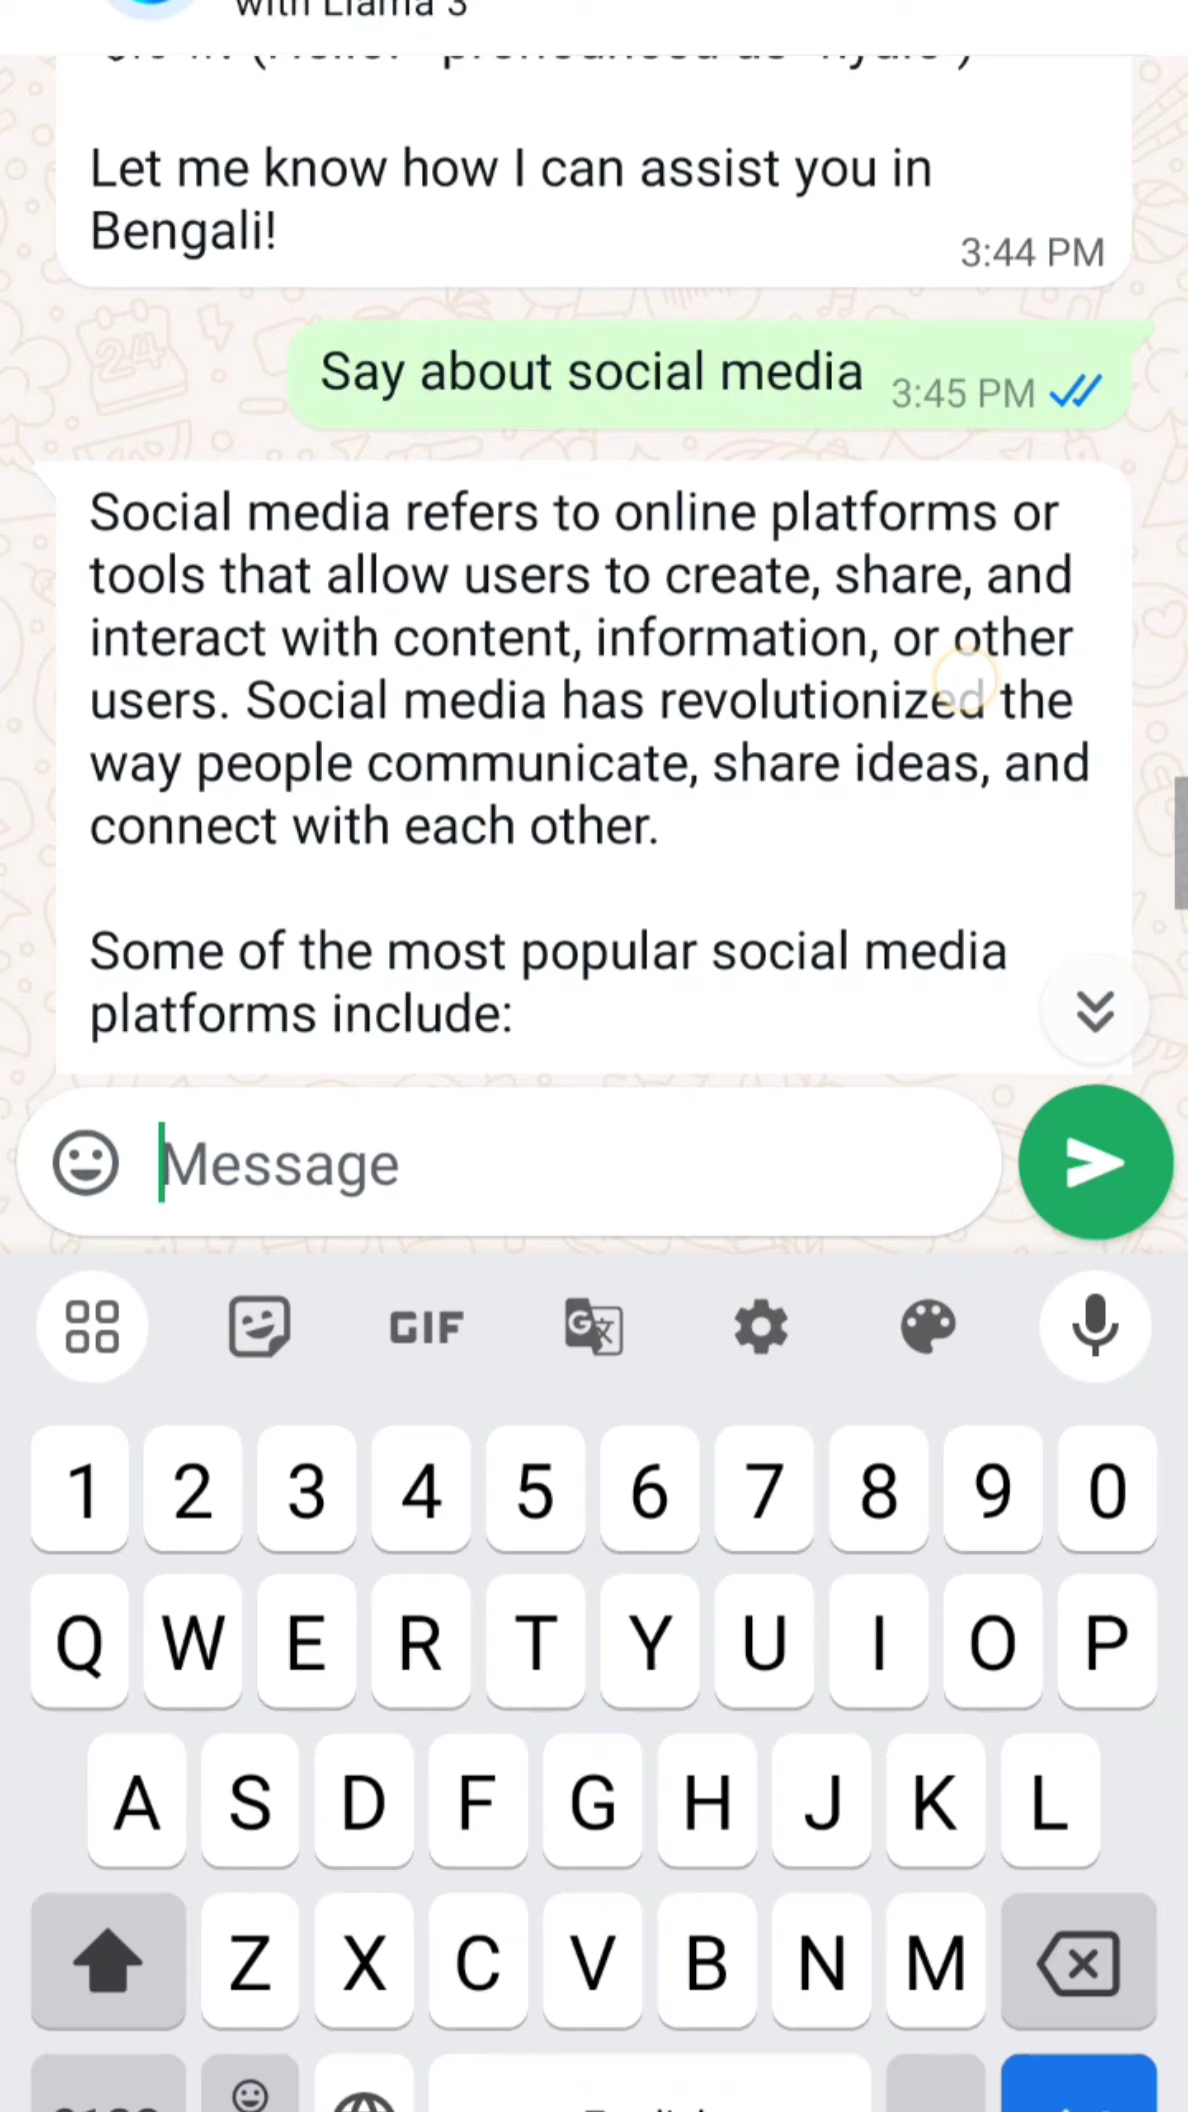 with Llama 3
Let me know how I can assist you in
Bengali!
3:44 PM
Say about social media
3:45 PM
Social media refers to online platforms or
tools that allow users to create, share, and
interact with content, information, or other
users. Social media has revolutionized the
way people communicate, share ideas, and
connect with each other.
Some of the most popular social media
platforms include:
Message
GIF
1 2 3 4 5 6 7 8 9 0
Q W E R T Y U I O P
A S D F G H J K L
Z X C V B N M